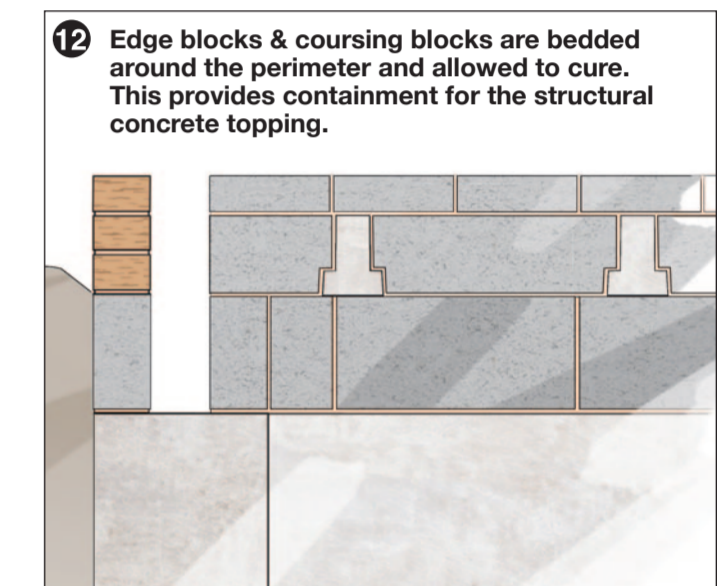 12 Edge blocks & coursing blocks are bedded
around the perimeter and allowed to cure.
This provides containment for the structural
concrete topping.